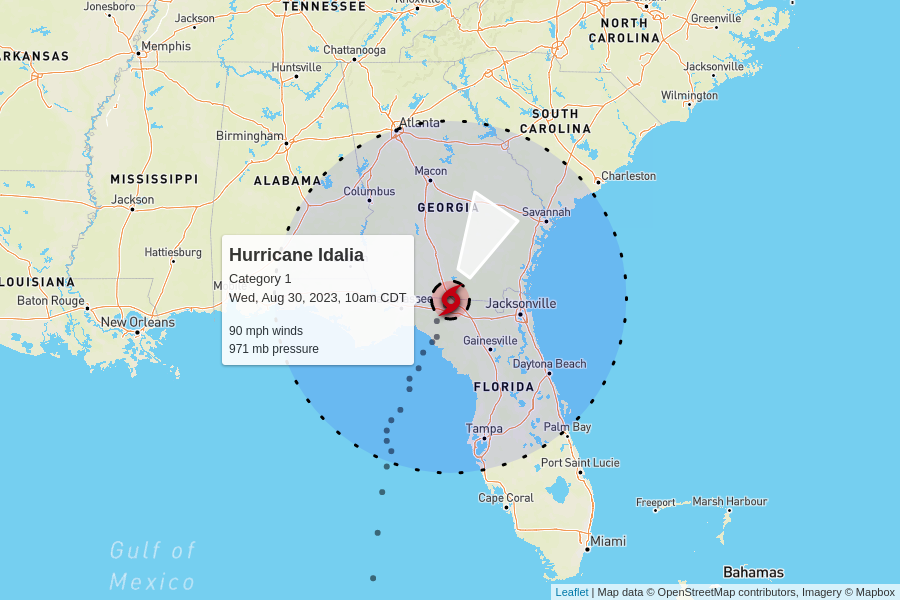 TENNESSEE
Jonesboro
Jackson
Greenville
NORTH
CAROLINA
Memphis
Chattanooga
Huntsville
Jacksonville
Wilmington
SOUTH
CAROLINA
Atlanta
Birmingham
MISSISSIPPI
ALABAMA
Macon
Charleston
Jackson
Columbus
GEORGIA
Savannah
Hattiesburg
Hurricane Idalia
Category 1
Wed, Aug 30, 2023, 10am CDT
90 mph winds
971 mb pressure
LOUISIANA
Baton Rouge
New Orleans
Jacksonville
Gainesville
Daytona Beach
FLORIDA
Tampa
Palm Bay
Port Saint Lucie
Cape Coral
Freeport
Marsh Harbour
Miami
Gulf of
Mexico
Bahamas
Leaflet | Map data © OpenStreetMap contributors, Imagery © Mapbox